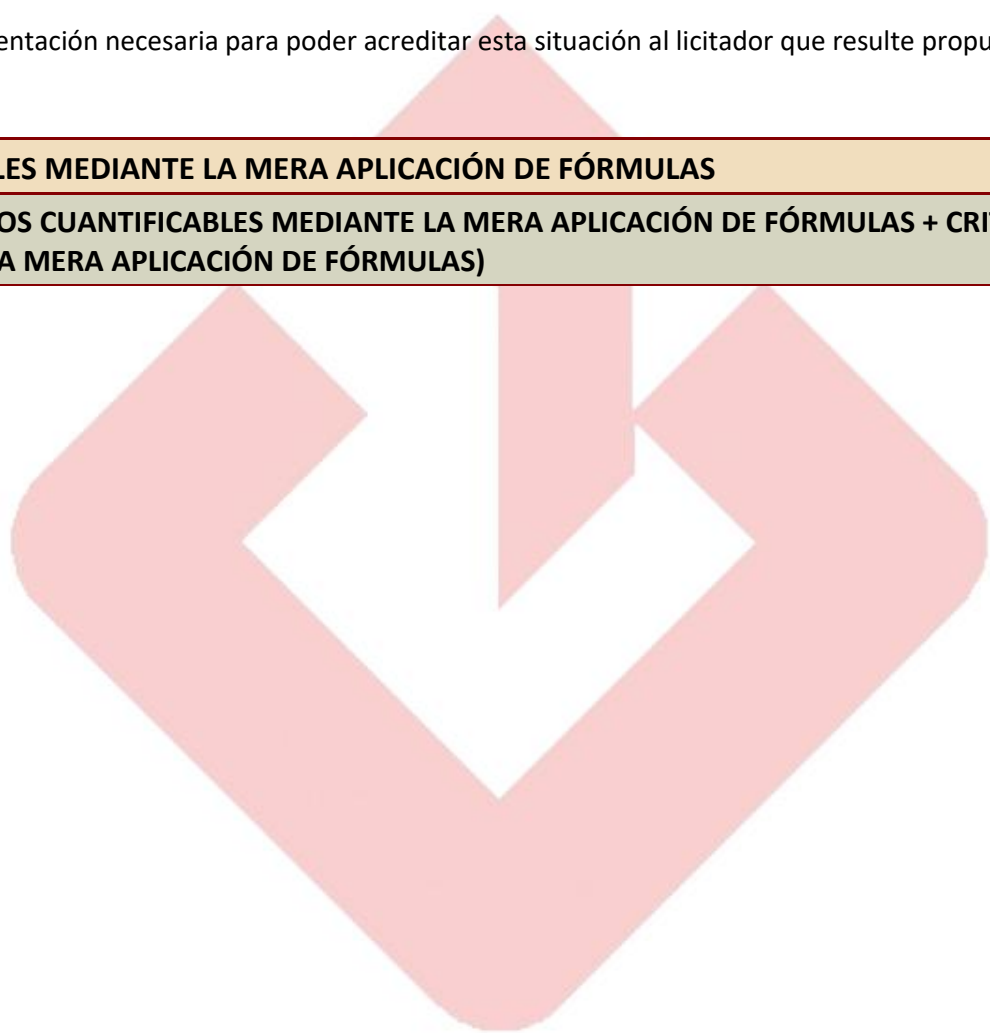 entación necesaria para poder acreditar esta situación al licitador que resulte propu
LES MEDIANTE LA MERA APLICACIÓN DE FÓRMULAS
OS CUANTIFICABLES MEDIANTE LA MERA APLICACIÓN DE FÓRMULAS + CRI
A MERA APLICACIÓN DE FÓRMULAS)